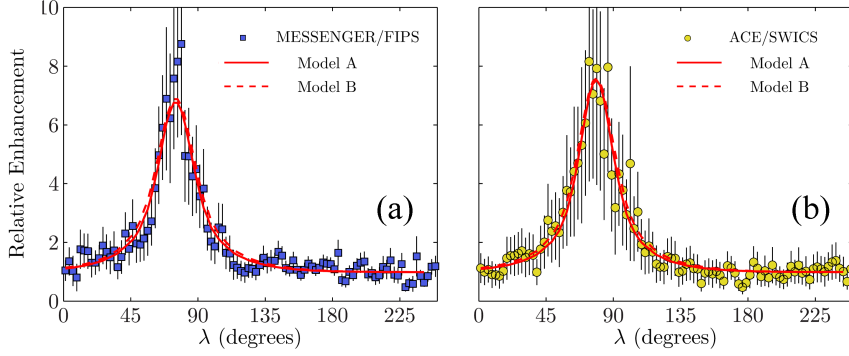 10
8
6
4
2
0
Relative Enhancement
MESSENGER/FIPS
Model A
Model B
(a)
0 45 90 135 180 225
λ (degrees)
ACE/SWICS
Model A
Model B
(b)
0 45 90 135 180 225
λ (degrees)